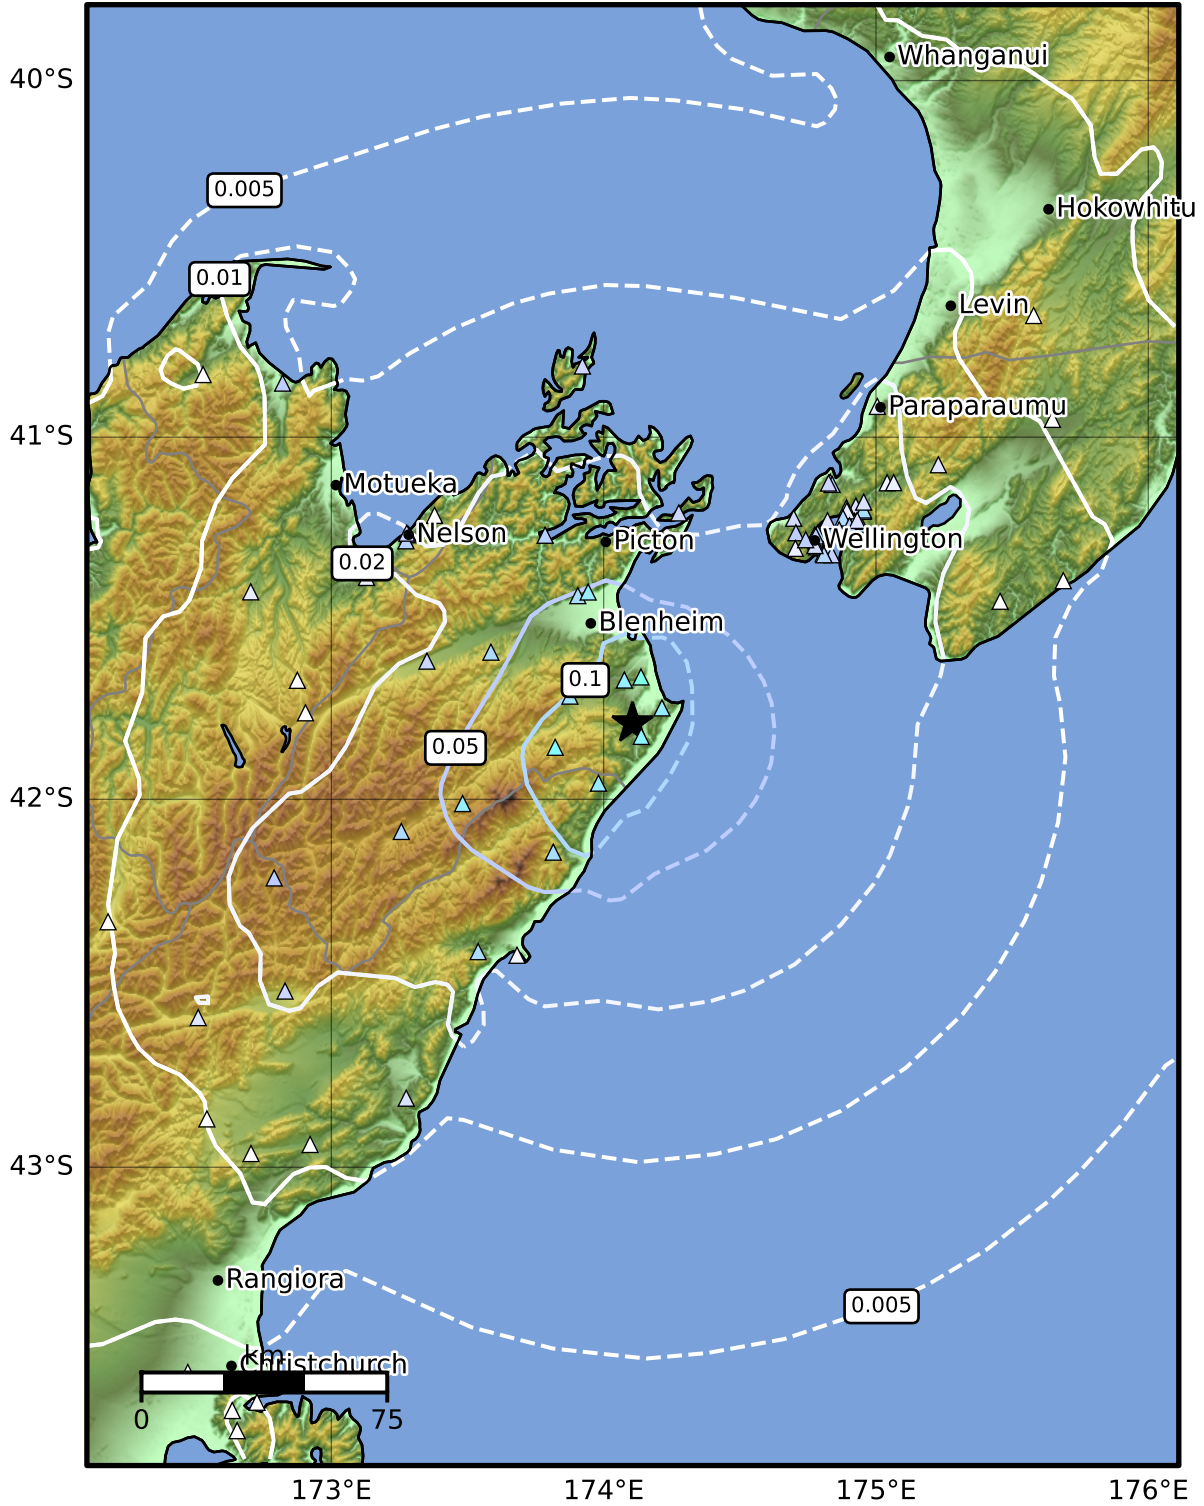 40°S
Whanganui
0.005
Hokowhitu
0.01
Levin
Paraparaumu
41°S
Motueka
Nelson
Picton
Wellington
0.02
Blenheim
0.1
0.05
42°S
43°S
Rangiora
0.005
km
Christchurch
0
75
173°E
174°E
175°E
176°E